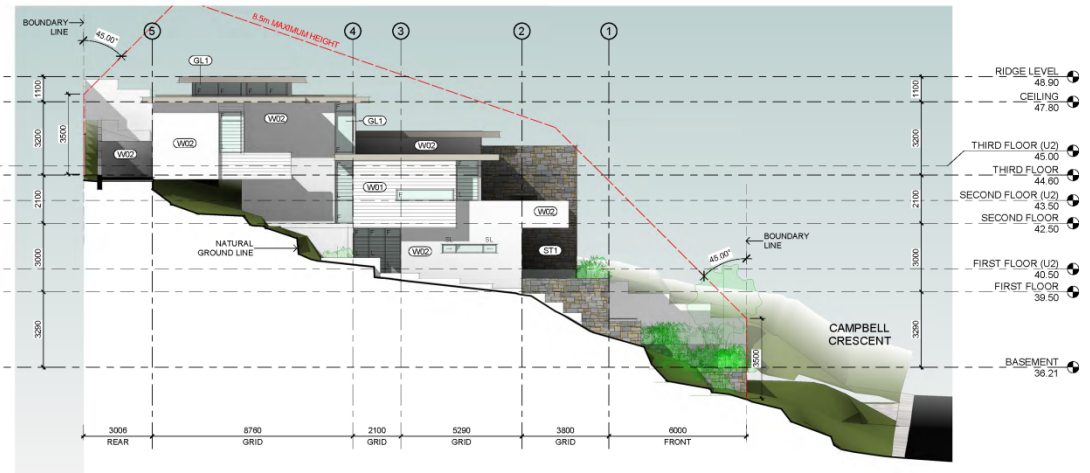 BOUNDARY
LINE
45.00°
5
4
3
2
1
8.5m MAXIMUM HEIGHT
GL1
W02
W02
W02
GL1
W02
W01
F
W02
W02
SL
SL
ST1
F
F
NATURAL
GROUND LINE
BOUNDARY
LINE
45.00°
CAMPBELL
CRESCENT
RIDGE LEVEL
48.90
CEILING
47.80
THIRD FLOOR (U2)
45.00
THIRD FLOOR
44.60
SECOND FLOOR (U2)
43.50
SECOND FLOOR
42.50
FIRST FLOOR (U2)
40.50
FIRST FLOOR
39.50
BASEMENT
36.21
1100
3200
2100
3000
3290
3500
1100
3200
2100
3000
3290
3500
3006
8760
2100
5290
3800
6000
REAR
GRID
GRID
GRID
GRID
FRONT